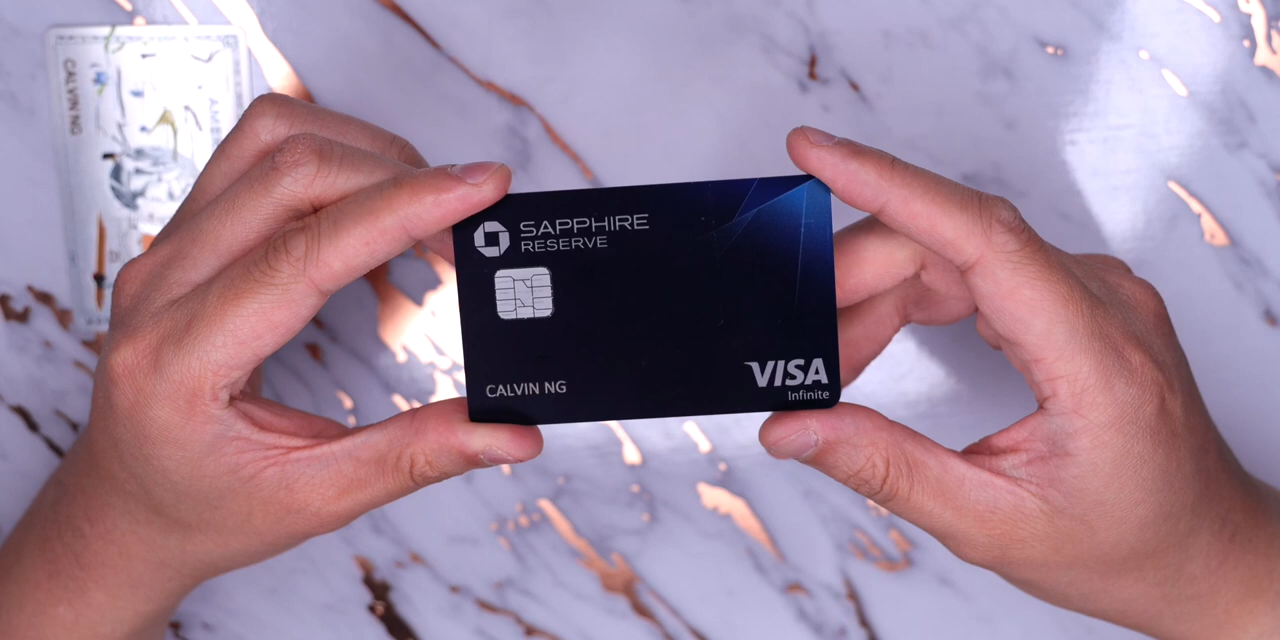 SAPPHIRE
RESERVE
CALVIN NG
VISA
Infinite
CALVIN NG